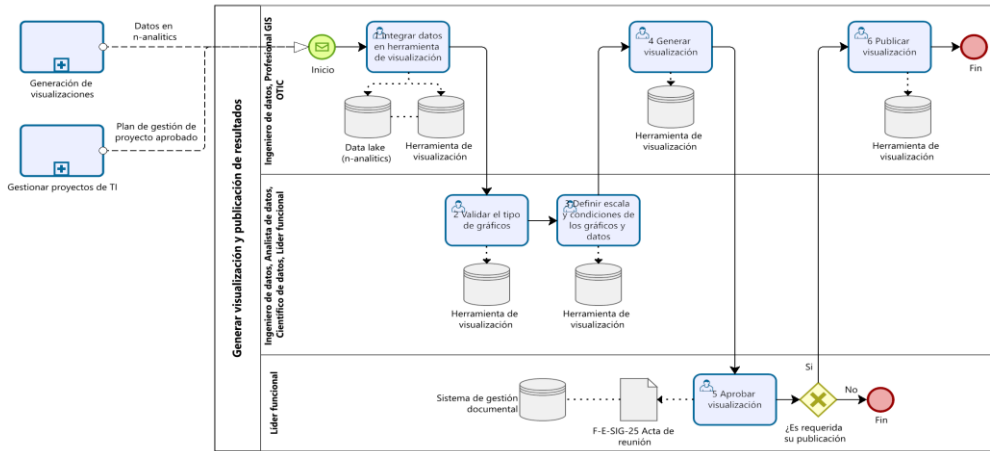 Datos en
n-analitics
Generación de
visualizaciones
Plan de gestión de
proyecto aprobado
Gestionar proyectos de TI
Generar visualización y publicación de resultados
Ingeniero de datos, Profesional GIS
OTIC
Inicio
1 Integrar datos
en herramienta
de visualización
Data lake
(n-analitics)
Herramienta de
visualización
4 Generar
visualización
Herramienta de
visualización
6 Publicar
visualización
Herramienta de
visualización
Fin
Ingeniero de datos, Analista de datos,
Científico de datos, Líder funcional
2 Validar el tipo
de gráficos
Herramienta de
visualización
3 Definir escala
y condiciones de
los gráficos y
datos
Herramienta de
visualización
Líder funcional
Sistema de gestión
documental
F-E-SIG-25 Acta de
reunión
5 Aprobar
visualización
¿Es requerida
su publicación
Si
No
Fin